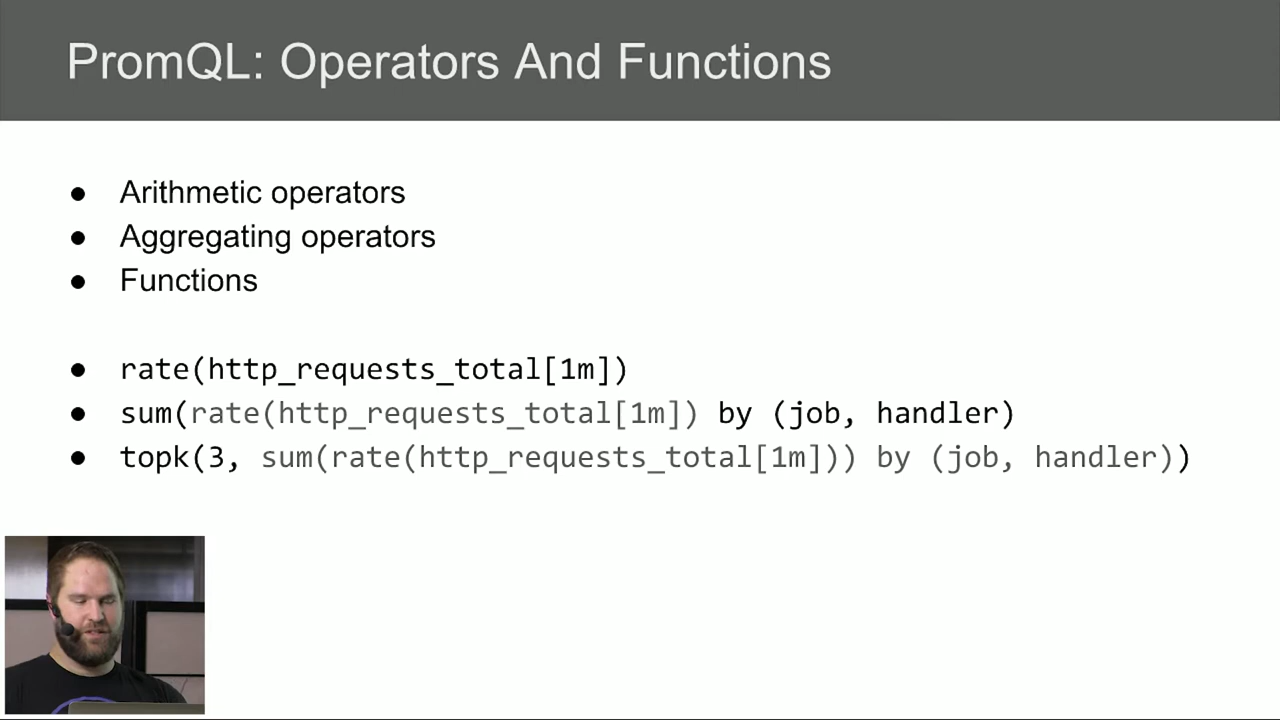 PromQL: Operators And Functions
● Arithmetic operators
● Aggregating operators
● Functions
● rate(http_requests_total[1m])
● sum(rate(http_requests_total[1m]) by (job, handler)
● topk(3, sum(rate(http_requests_total[1m])) by (job, handler))